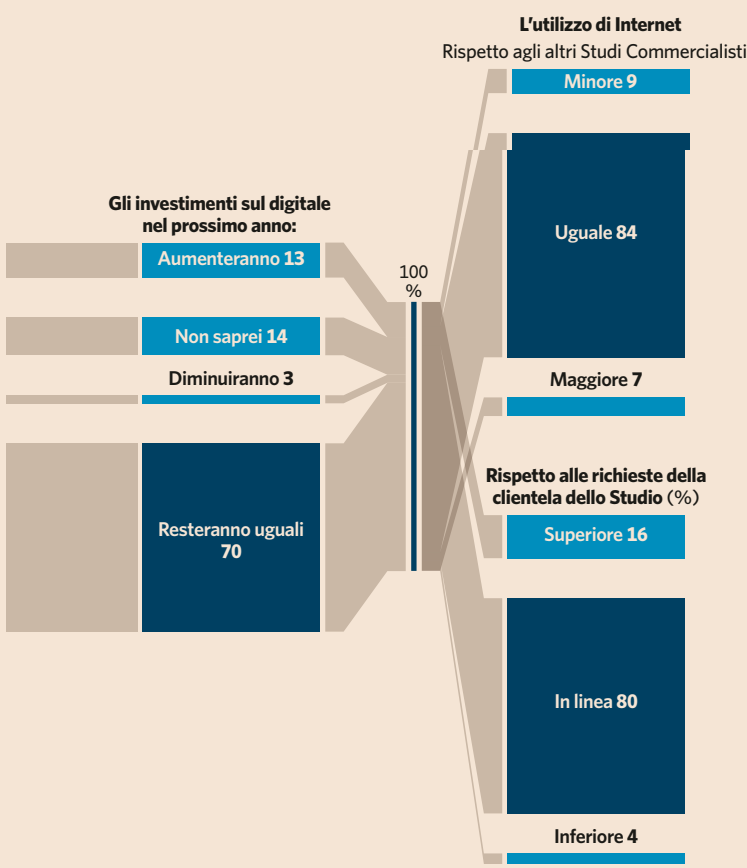 L'utilizzo di Internet
Rispetto agli altri Studi Commercialisti
Minore 9
Uguale 84
Maggiore 7
Gli investimenti sul digitale
nel prossimo anno:
Aumenteranno 13
Non saprei 14
Diminuiranno 3
Resteranno uguali
70
100
%
Rispetto alle richieste della
clientela dello Studio (%)
Superiore 16
In linea 80
Inferiore 4